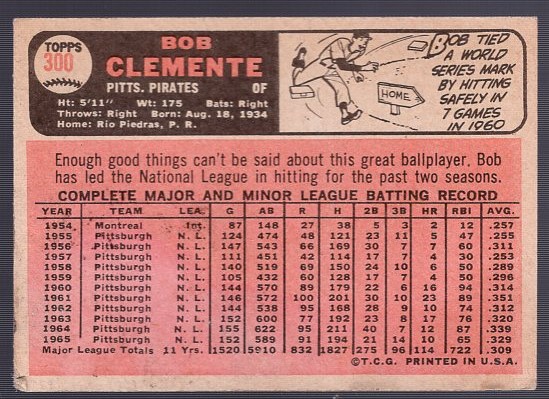 TOPPS
300
BOB
CLEMENTE
PITTS. PIRATES OF
Ht: 5'11" Wt: 175 Bats: Right
Throws: Right Born: Aug. 18, 1934
Home: Rio Piedras, P. R.
HOME
BOB TIED
A WORLD
SERIES MARK
BY HITTING
SAFELY IN
7 GAMES
IN 1960
Enough good things can't be said about this great ballplayer. Bob
has led the National League in hitting for the past two seasons.
COMPLETE MAJOR AND MINOR LEAGUE BATTING RECORD
YEAR TEAM LEA. G AB R H 2B 3B HR RBI AVG.
1954 Montreal Int. 87 148 27 38 5 3 2 12 .257
1955 Pittsburgh N. L. 124 474 48 121 23 11 5 47 .255
1956 Pittsburgh N. L. 147 543 66 169 30 7 7 60 .311
1957 Pittsburgh N. L. 111 451 42 114 17 7 4 30 .253
1958 Pittsburgh N. L. 140 519 69 150 24 10 6 50 .289
1959 Pittsburgh N. L. 105 432 60 128 17 7 4 50 .296
1960 Pittsburgh N. L. 144 570 89 179 22 6 16 94 .314
1961 Pittsburgh N. L. 146 572 100 201 30 10 23 89 .351
1962 Pittsburgh N. L. 144 538 95 168 28 9 10 74 .312
1963 Pittsburgh N. L. 152 600 77 192 23 8 17 76 .320
1964 Pittsburgh N. L. 155 622 95 211 40 7 12 87 .339
1965 Pittsburgh N. L. 152 589 91 194 21 14 10 65 .329
Major League Totals 11 Yrs. 1520 5910 832 1827 275 96 114 722 .309
©T.C.G. PRINTED IN U.S.A.